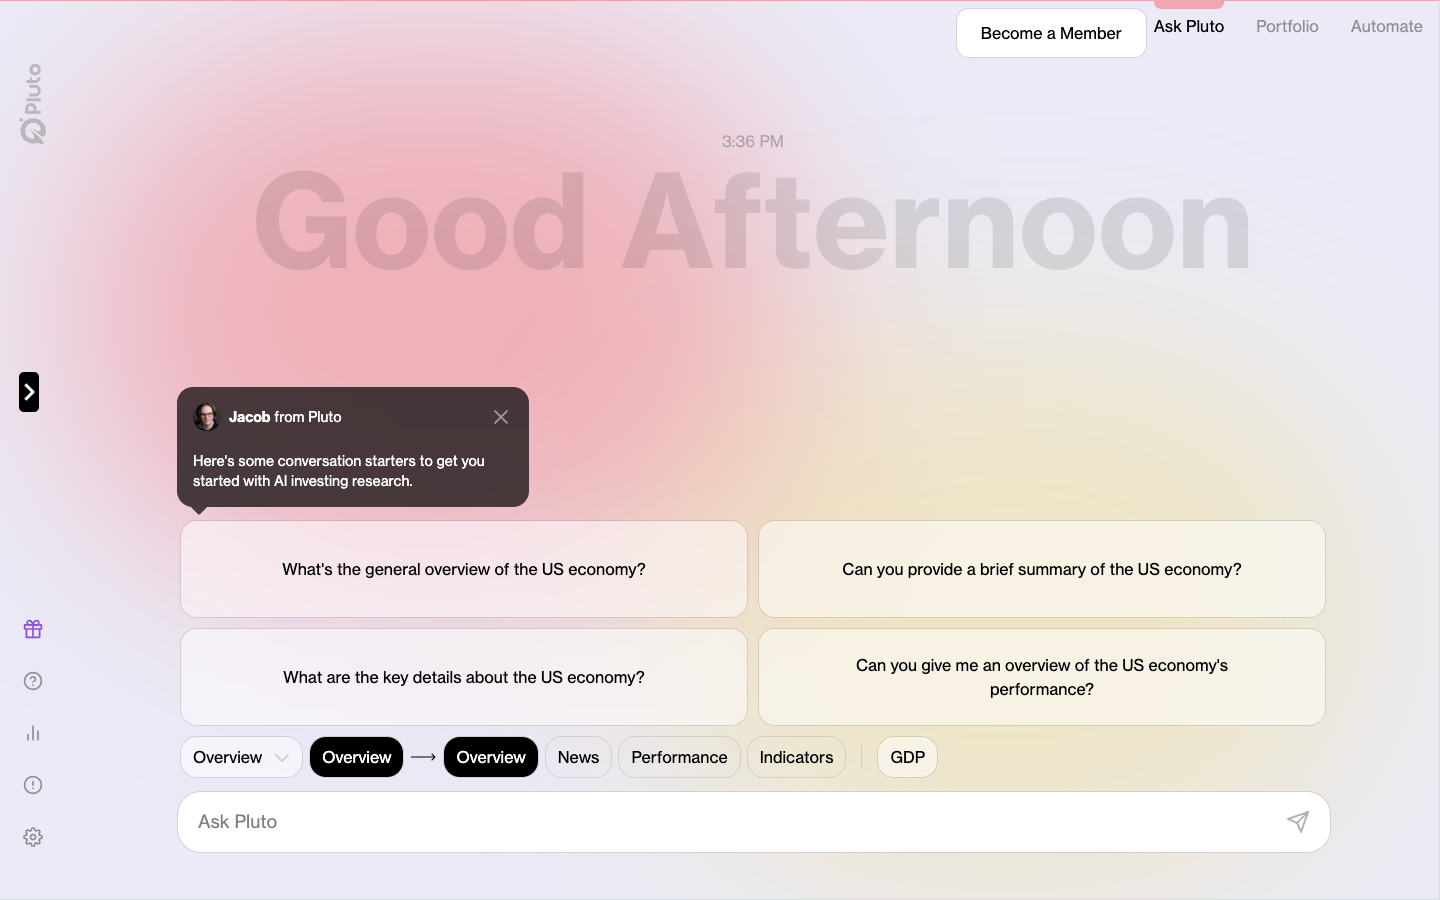 Become a Member
Ask Pluto
Portfolio
Automate
Pluto
3:36 PM
Good Afternoon
Jacob from Pluto
Here's some conversation starters to get you
started with AI investing research.
What's the general overview of the US economy?
Can you provide a brief summary of the US economy?
What are the key details about the US economy?
Can you give me an overview of the US economy's
performance?
Overview
Overview
Overview
News
Performance
Indicators
GDP
Ask Pluto